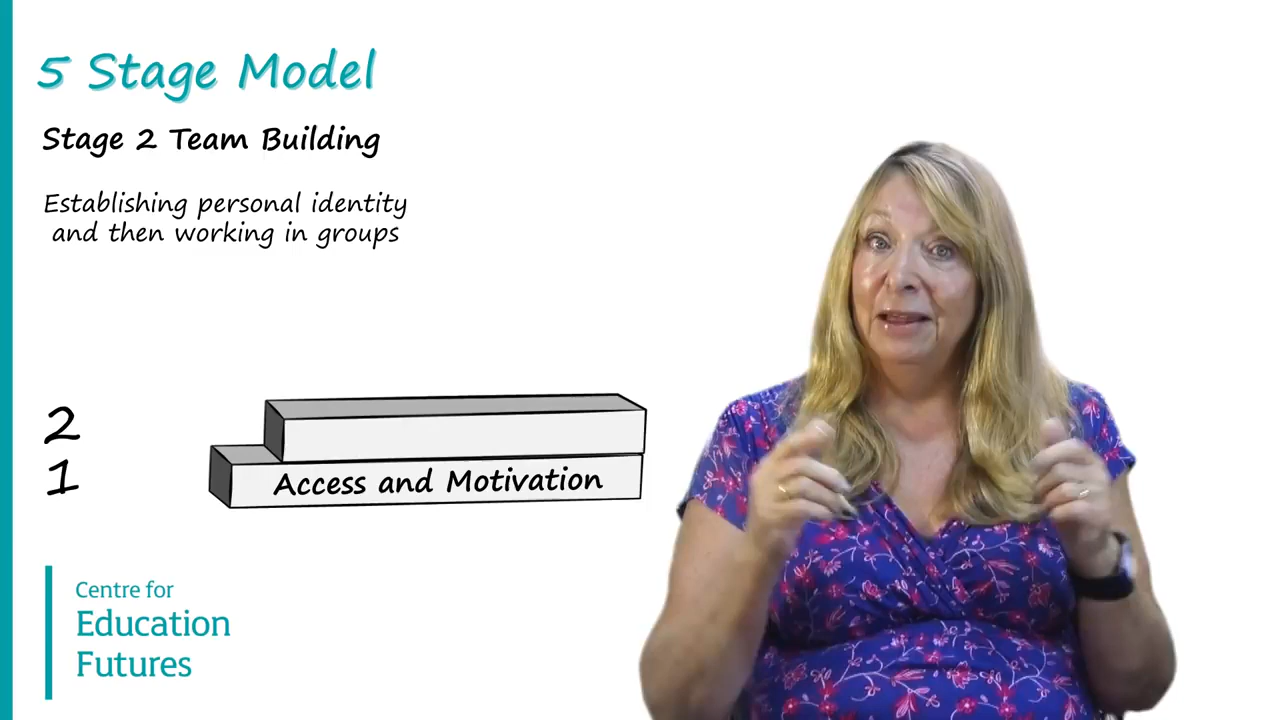 5 Stage Model
Stage 2 Team Building
Establishing personal identity
and then working in groups
2
1
Access and Motivation
Centre for
Education
Futures